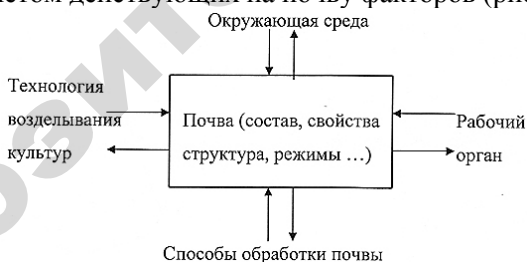 истом действующих на почву факторов (рис
Окружающая среда
Технология
возделывания
культур
Почва (состав, свойства
структура, режимы ...)
Рабочий
орган
Способы обработки почвы